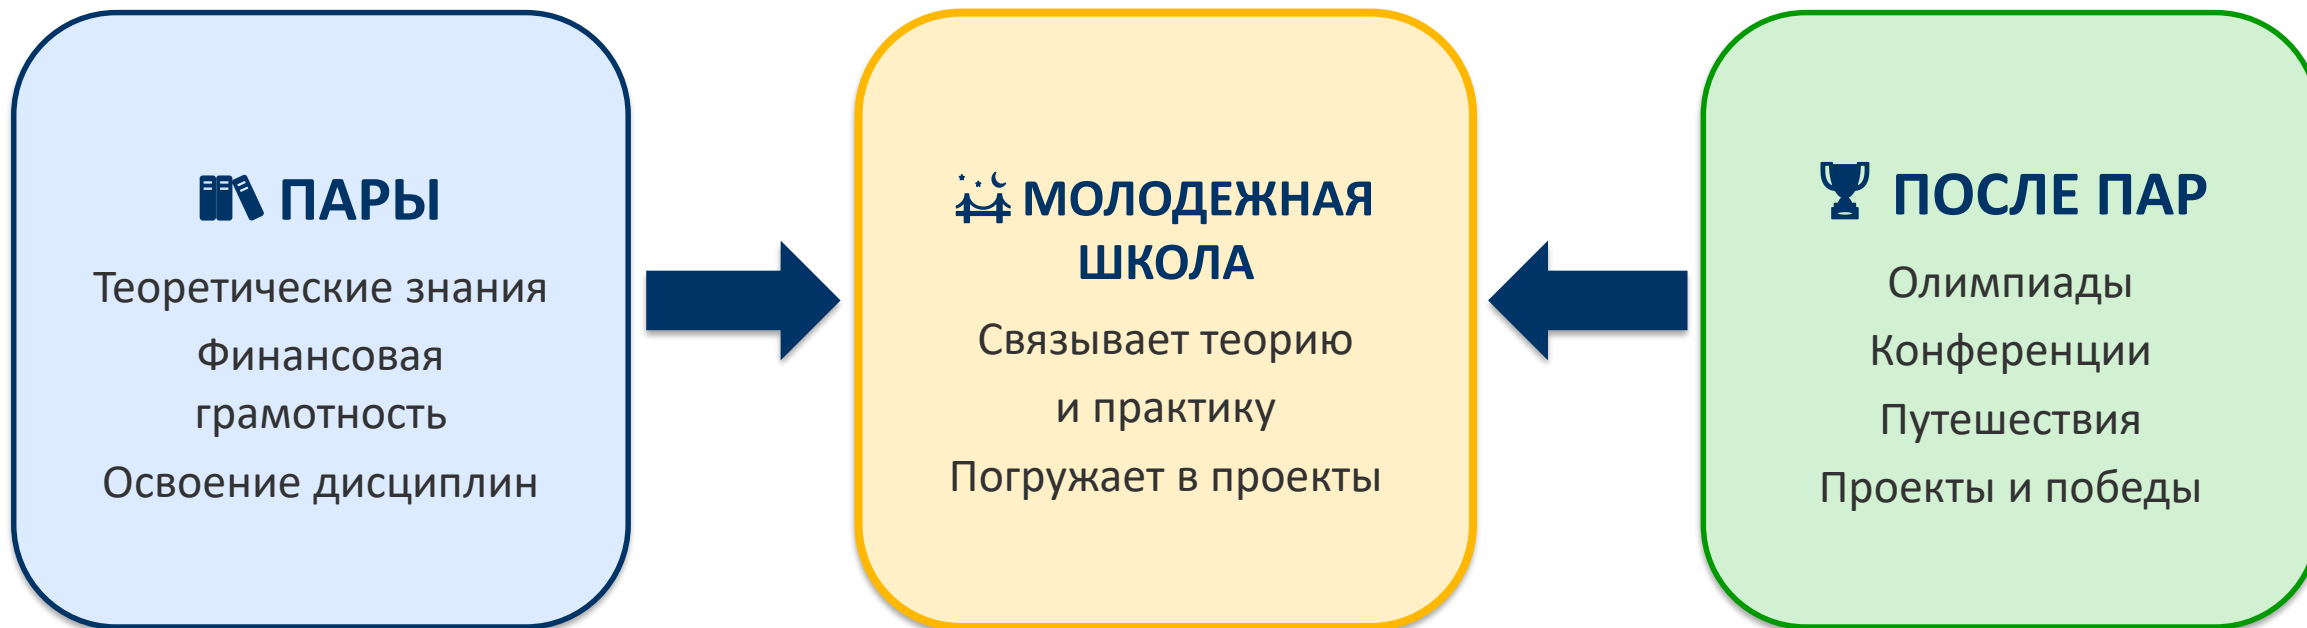 ПАРЫ
Теоретические знания
Финансовая
грамотность
Освоение дисциплин
МОЛОДЕЖНАЯ
ШКОЛА
Связывает теорию
и практику
Погружает в проекты
ПОСЛЕ ПАР
Олимпиады
Конференции
Путешествия
Проекты и победы